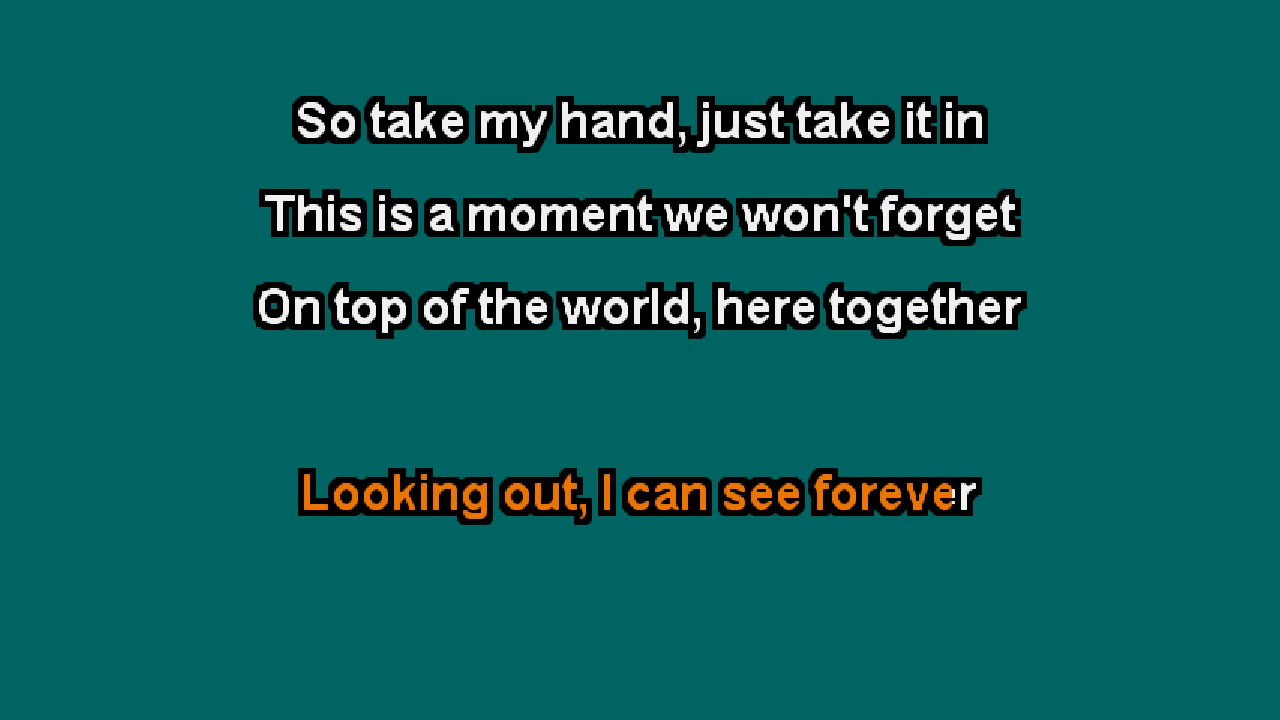 So take my hand, just take it in
This is a moment we won't forget
On top of the world, here together
Looking out, I can see forever